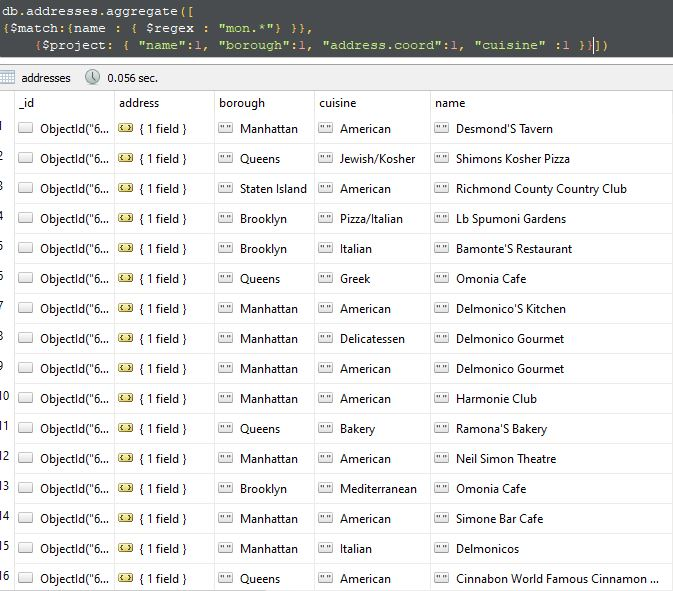 db.addresses.aggregate([
{$match:{name : { $regex : "mon.*"} }},
{$project: { "name":1, "borough":1, "address.coord":1, "cuisine" :1 }}])
addresses 0.056 sec.
_id address borough cuisine name
1 ObjectId("6... { 1 field } Manhattan American Desmond'S Tavern
2 ObjectId("6... { 1 field } Queens Jewish/Kosher Shimons Kosher Pizza
3 ObjectId("6... { 1 field } Staten Island American Richmond County Country Club
4 ObjectId("6... { 1 field } Brooklyn Pizza/Italian Lb Spumoni Gardens
5 ObjectId("6... { 1 field } Brooklyn Italian Bamonte'S Restaurant
6 ObjectId("6... { 1 field } Queens Greek Omonia Cafe
7 ObjectId("6... { 1 field } Manhattan American Delmonico'S Kitchen
8 ObjectId("6... { 1 field } Manhattan Delicatessen Delmonico Gourmet
9 ObjectId("6... { 1 field } Manhattan American Delmonico Gourmet
10 ObjectId("6... { 1 field } Manhattan American Harmonie Club
11 ObjectId("6... { 1 field } Queens Bakery Ramona'S Bakery
12 ObjectId("6... { 1 field } Manhattan American Neil Simon Theatre
13 ObjectId("6... { 1 field } Brooklyn Mediterranean Omonia Cafe
14 ObjectId("6... { 1 field } Manhattan American Simone Bar Cafe
15 ObjectId("6... { 1 field } Manhattan Italian Delmonicos
16 ObjectId("6... { 1 field } Queens American Cinnabon World Famous Cinnamon ...